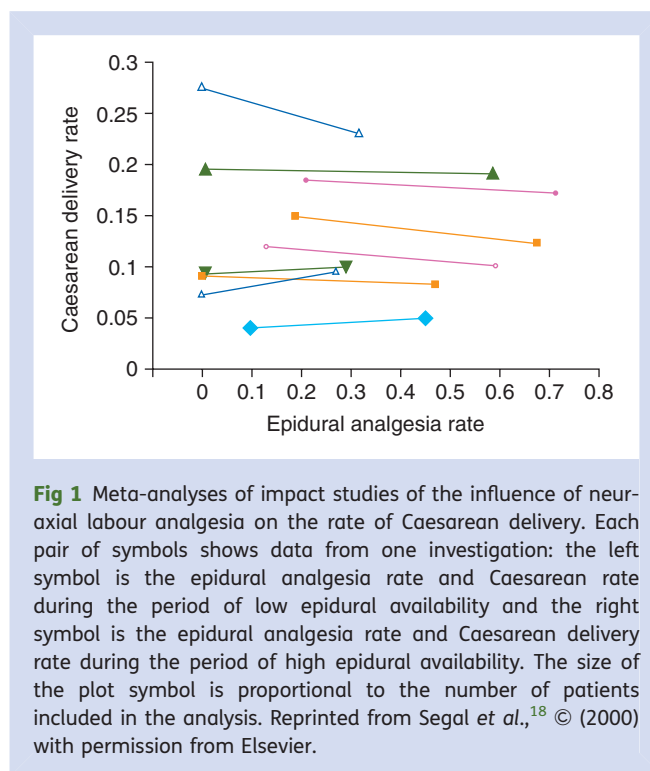 0.3
0.25
0.2
0.15
0.1
0.05
0
Caesarean delivery rate
0 0.1 0.2 0.3 0.4 0.5 0.6 0.7 0.8
Epidural analgesia rate
Fig 1 Meta-analyses of impact studies of the influence of neur-
axial labour analgesia on the rate of Caesarean delivery. Each
pair of symbols shows data from one investigation: the left
symbol is the epidural analgesia rate and Caesarean rate
during the period of low epidural availability and the right
symbol is the epidural analgesia rate and Caesarean delivery
rate during the period of high epidural availability. The size of
the plot symbol is proportional to the number of patients
included in the analysis. Reprinted from Segal et al.,18 © (2000)
with permission from Elsevier.